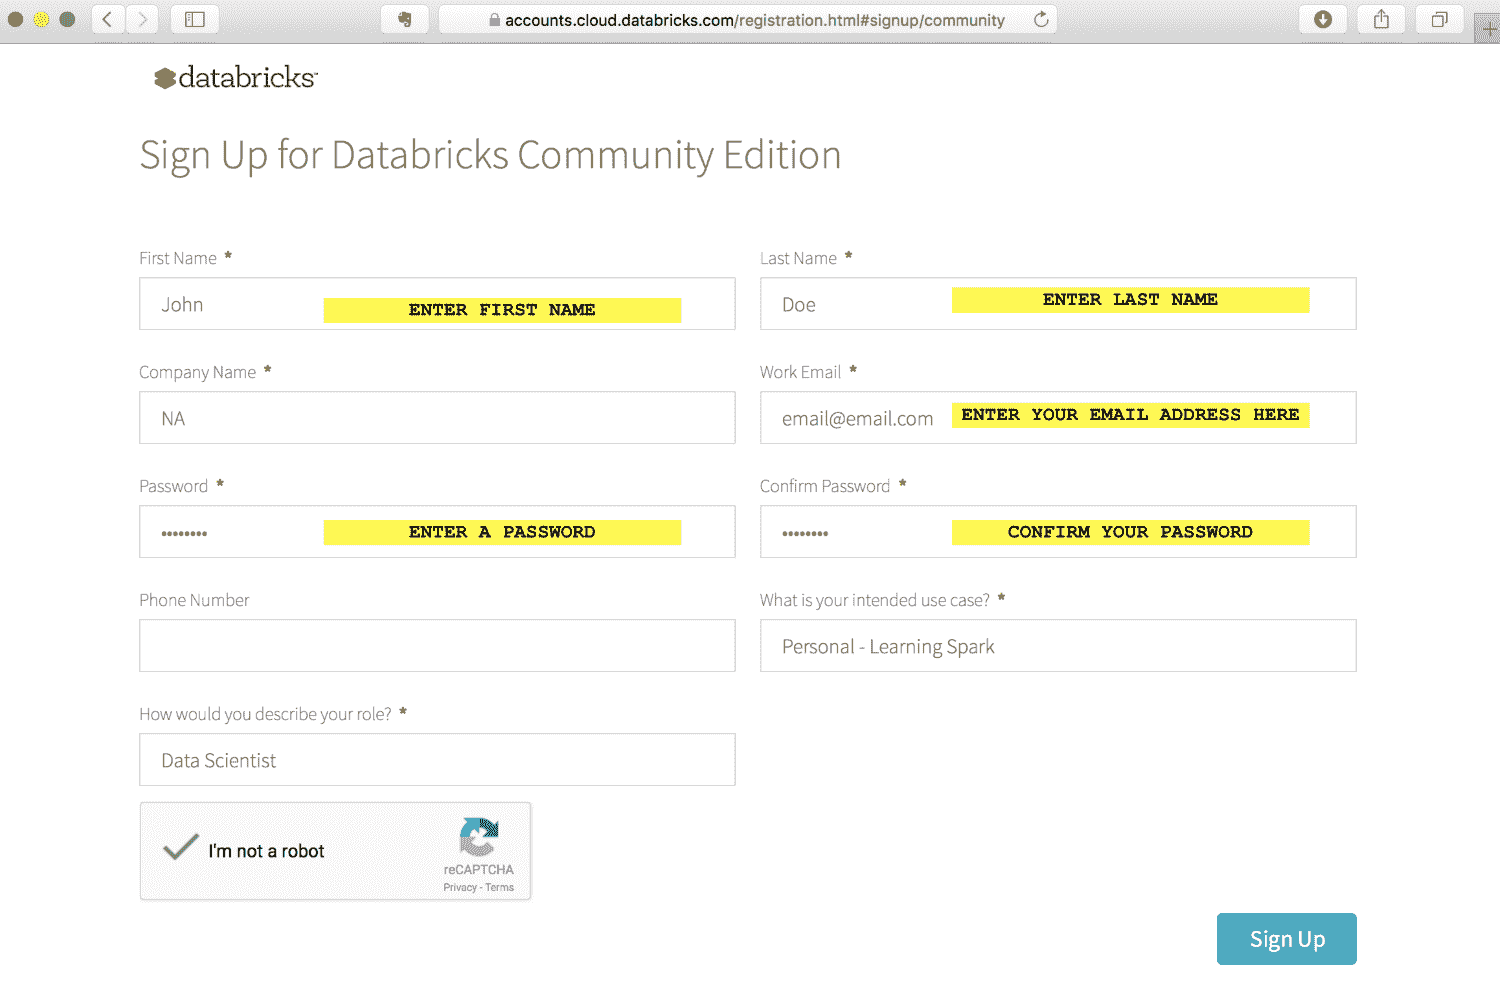 accounts.cloud.databricks.com/registration.html#signup/community
databricks
Sign Up for Databricks Community Edition
First Name *
Last Name *
John
ENTER FIRST NAME
Doe
ENTER LAST NAME
Company Name *
Work Email *
NA
email@email.com
ENTER YOUR EMAIL ADDRESS HERE
Password *
Confirm Password *
••••••••
ENTER A PASSWORD
••••••••
CONFIRM YOUR PASSWORD
Phone Number
What is your intended use case? *
Personal - Learning Spark
How would you describe your role? *
Data Scientist
I'm not a robot
reCAPTCHA
Privacy - Terms
Sign Up